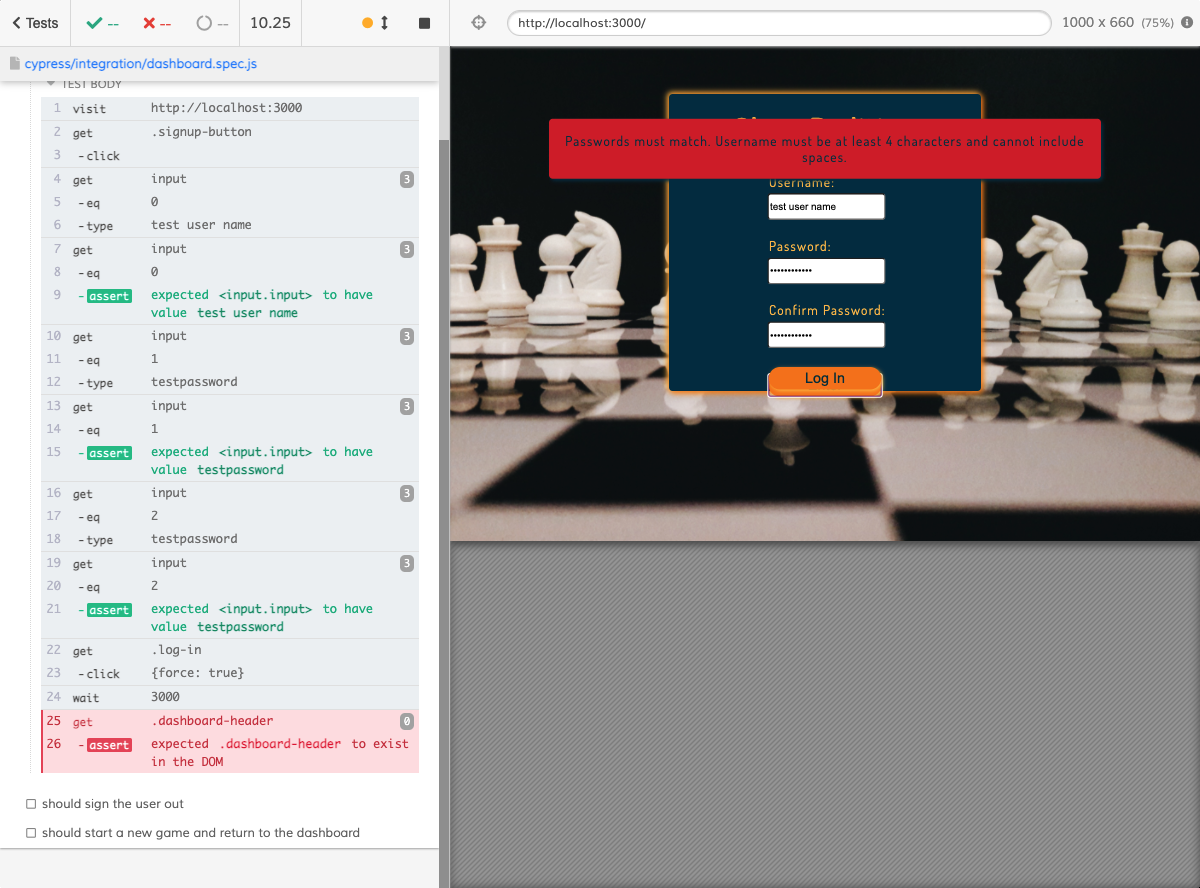 Tests
--
--
--
10.25
http://localhost:3000/
1000 x 660 (75%)
cypress/integration/dashboard.spec.js
TEST BODY
1 visit http://localhost:3000
2 get .signup-button
3 - click
4 get input 3
5 - eq 0
6 - type test user name
7 get input 3
8 - eq 0
9 - assert expected <input.input> to have
value test user name
10 get input 3
11 - eq 1
12 - type testpassword
13 get input 3
14 - eq 1
15 - assert expected <input.input> to have
value testpassword
16 get input 3
17 - eq 2
18 - type testpassword
19 get input 3
20 - eq 2
21 - assert expected <input.input> to have
value testpassword
22 get .log-in
23 - click {force: true}
24 wait 3000
25 get .dashboard-header 0
26 - assert expected .dashboard-header to exist
in the DOM
should sign the user out
should start a new game and return to the dashboard
Passwords must match. Username must be at least 4 characters and cannot include
spaces.
Username:
test user name
Password:
••••••••••••
Confirm Password:
••••••••••••
Log In